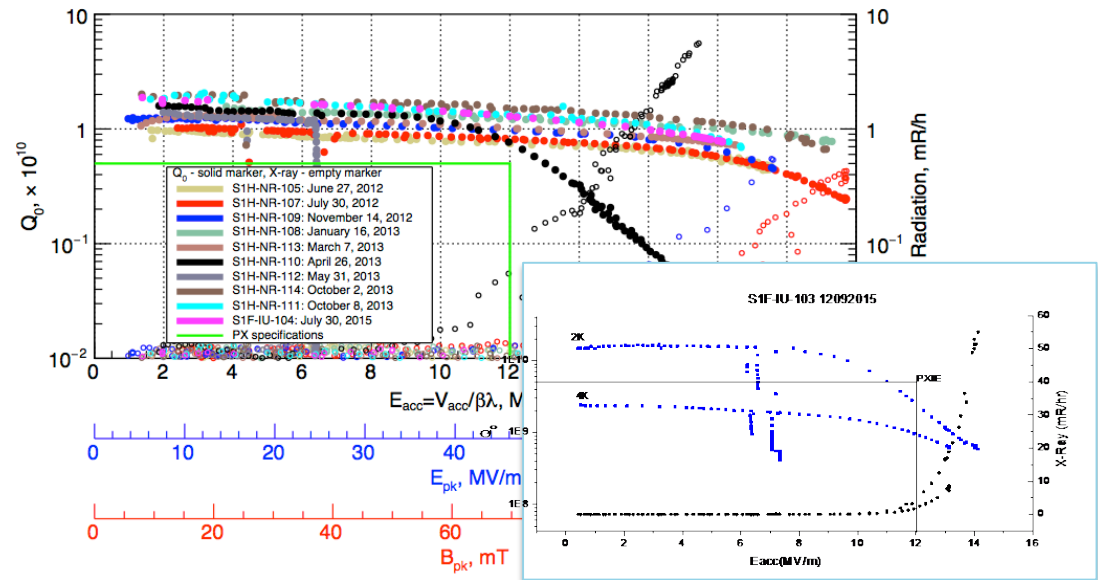 10
1
10⁻¹
10⁻²
Q₀, × 10¹⁰
10
1
10⁻¹
Radiation, mR/h
Q₀ - solid marker, X-ray - empty marker
S1H-NR-105: June 27, 2012
S1H-NR-107: July 30, 2012
S1H-NR-109: November 14, 2012
S1H-NR-108: January 16, 2013
S1H-NR-113: March 7, 2013
S1H-NR-110: April 26, 2013
S1H-NR-112: May 31, 2013
S1H-NR-114: October 2, 2013
S1H-NR-111: October 8, 2013
S1F-IU-104: July 30, 2015
PX specifications
0 2 4 6 8 10 12
Eacc=Vacc/βλ, M
0 10 20 30 40
Epk, MV/m
0 20 40 60
Bpk, mT
S1F-IU-103 12092015
2K
4K
PXIE
1E10
1E9
1E8
60
50
40
30
20
10
0
X-Ray (mR/hr)
0 2 4 6 8 10 12 14 16
Eacc(MV/m)